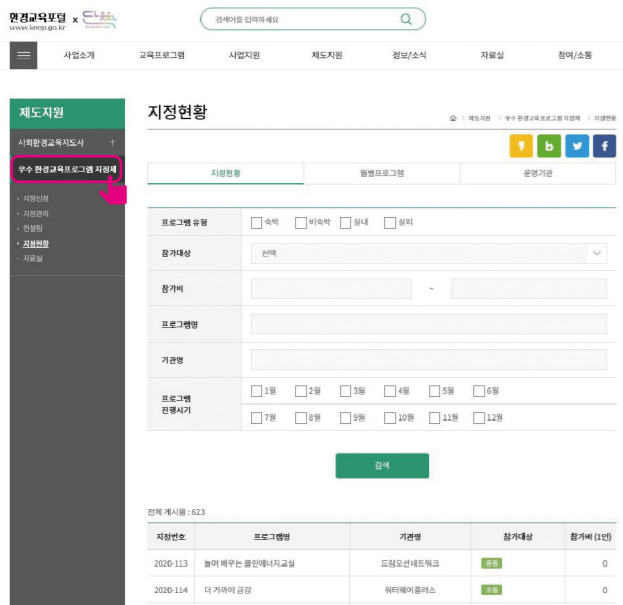 환경교육포털 x
www.keep.go.kr
검색어를 입력하세요
사업소개 교육프로그램 사업지원 제도지원 정보/소식 자료실 참여/소통
제도지원
사회환경교육지도사 +
우수 환경교육프로그램 지정제
· 지정신청
· 지정관리
· 컨설팅
· 지정현황
· 자료실
지정현황
> 제도지원 > 우수 환경교육프로그램 지정제 > 지정현황
지정현황 월별프로그램 운영기관
프로그램 유형 숙박 비숙박 실내 실외
참가대상 선택
참가비 ~
프로그램명
기관명
프로그램
진행시기
1월 2월 3월 4월 5월 6월
7월 8월 9월 10월 11월 12월
검색
전체 게시물 : 623
지정번호 프로그램명 기관명 참가대상 참가비 (1인)
2020-113 놀며 배우는 클린에너지교실 드림오션네트워크 중등 0
2020-114 더 가까이 금강 워터웨이플러스 초등 0